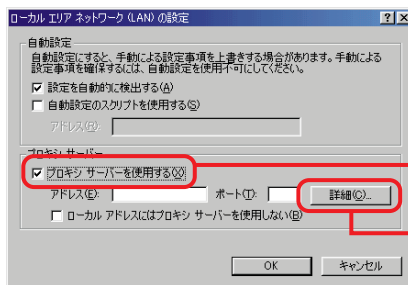 ローカル エリア ネットワーク (LAN) の設定
自動設定
自動設定にすると、手動による設定事項を上書きする場合があります。手動による
設定事項を確保するには、自動設定を使用不可にしてください。
設定を自動的に検出する(A)
自動設定のスクリプトを使用する(S)
アドレス(R):
プロキシ サーバー
プロキシ サーバーを使用する(X)
アドレス(E): ポート(T): 詳細(C)...
ローカル アドレスにはプロキシ サーバーを使用しない(B)
OK キャンセル